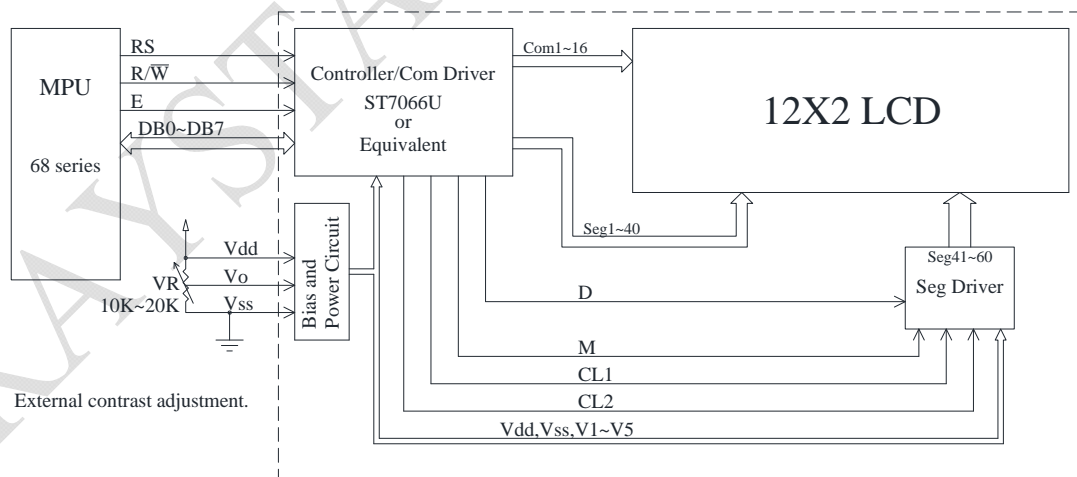 RS
R/W̅
E
DB0~DB7
MPU
68 series
Controller/Com Driver
ST7066U
or
Equivalent
Com1~16
12X2 LCD
Seg1~40
Seg41~60
Seg Driver
Vdd
Vo
Vss
VR
10K~20K
Bias and
Power Circuit
D
M
CL1
CL2
Vdd,Vss,V1~V5
External contrast adjustment.
RAYSTA